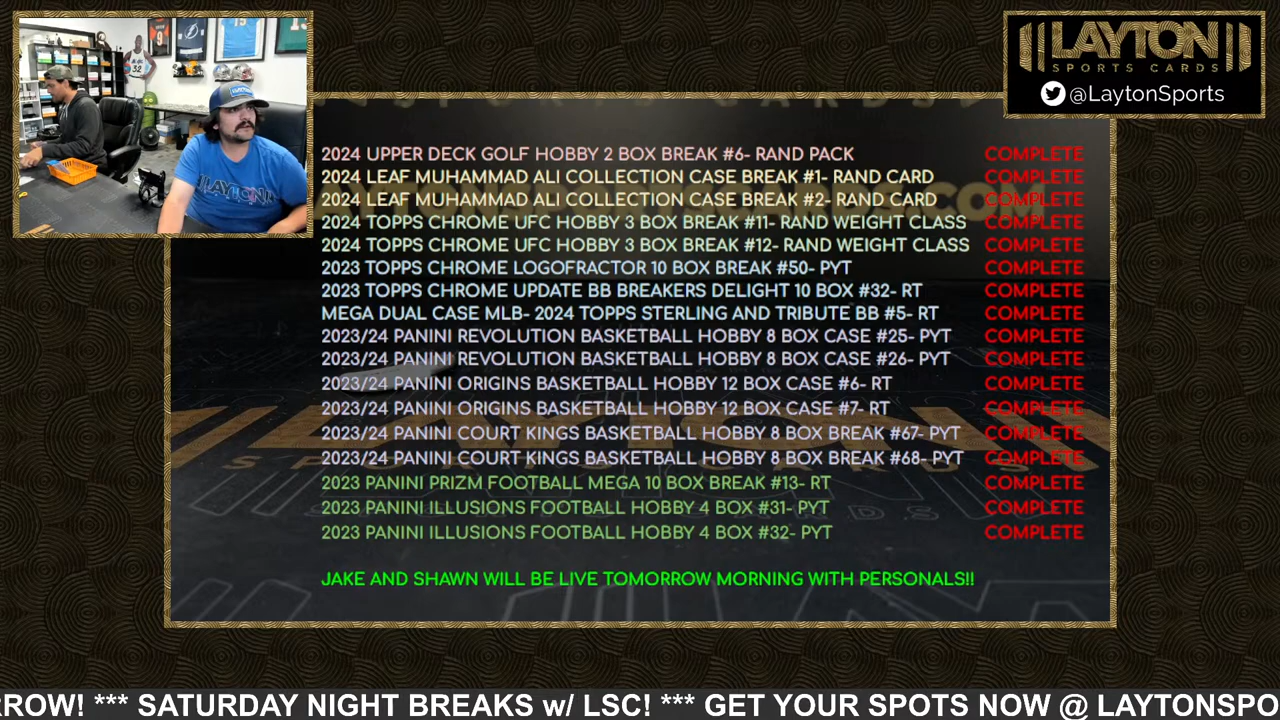 LAYTON
SPORTS CARDS
@LaytonSports
2024 UPPER DECK GOLF HOBBY 2 BOX BREAK #6- RAND PACK COMPLETE
2024 LEAF MUHAMMAD ALI COLLECTION CASE BREAK #1- RAND CARD COMPLETE
2024 LEAF MUHAMMAD ALI COLLECTION CASE BREAK #2- RAND CARD COMPLETE
2024 TOPPS CHROME UFC HOBBY 3 BOX BREAK #11- RAND WEIGHT CLASS COMPLETE
2024 TOPPS CHROME UFC HOBBY 3 BOX BREAK #12- RAND WEIGHT CLASS COMPLETE
2023 TOPPS CHROME LOGOFRACTOR 10 BOX BREAK #50- PYT COMPLETE
2023 TOPPS CHROME UPDATE BB BREAKERS DELIGHT 10 BOX #32- RT COMPLETE
MEGA DUAL CASE MLB- 2024 TOPPS STERLING AND TRIBUTE BB #5- RT COMPLETE
2023/24 PANINI REVOLUTION BASKETBALL HOBBY 8 BOX CASE #25- PYT COMPLETE
2023/24 PANINI REVOLUTION BASKETBALL HOBBY 8 BOX CASE #26- PYT COMPLETE
2023/24 PANINI ORIGINS BASKETBALL HOBBY 12 BOX CASE #6- RT COMPLETE
2023/24 PANINI ORIGINS BASKETBALL HOBBY 12 BOX CASE #7- RT COMPLETE
2023/24 PANINI COURT KINGS BASKETBALL HOBBY 8 BOX BREAK #67- PYT COMPLETE
2023/24 PANINI COURT KINGS BASKETBALL HOBBY 8 BOX BREAK #68- PYT COMPLETE
2023 PANINI PRIZM FOOTBALL MEGA 10 BOX BREAK #13- RT COMPLETE
2023 PANINI ILLUSIONS FOOTBALL HOBBY 4 BOX #31- PYT COMPLETE
2023 PANINI ILLUSIONS FOOTBALL HOBBY 4 BOX #32- PYT COMPLETE
JAKE AND SHAWN WILL BE LIVE TOMORROW MORNING WITH PERSONALS!!
RROW! *** SATURDAY NIGHT BREAKS w/ LSC! *** GET YOUR SPOTS NOW @ LAYTONSPO